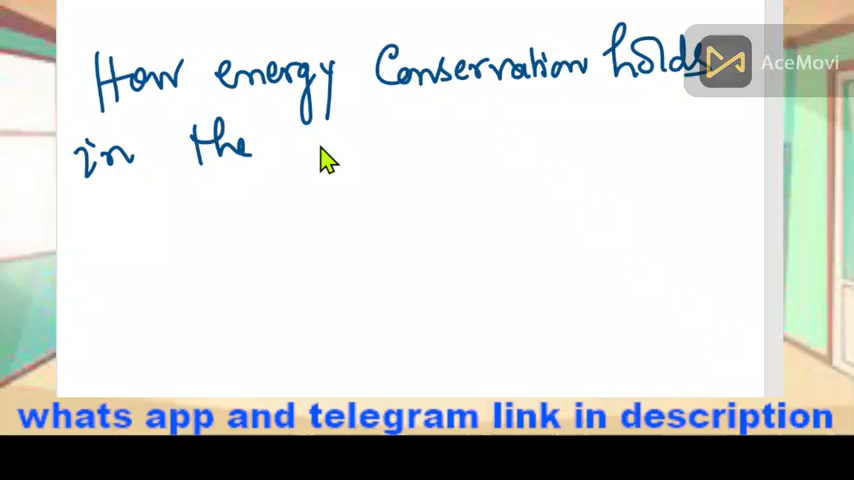 How energy Conservation holds
in the
AceMovi
whats app and telegram link in description